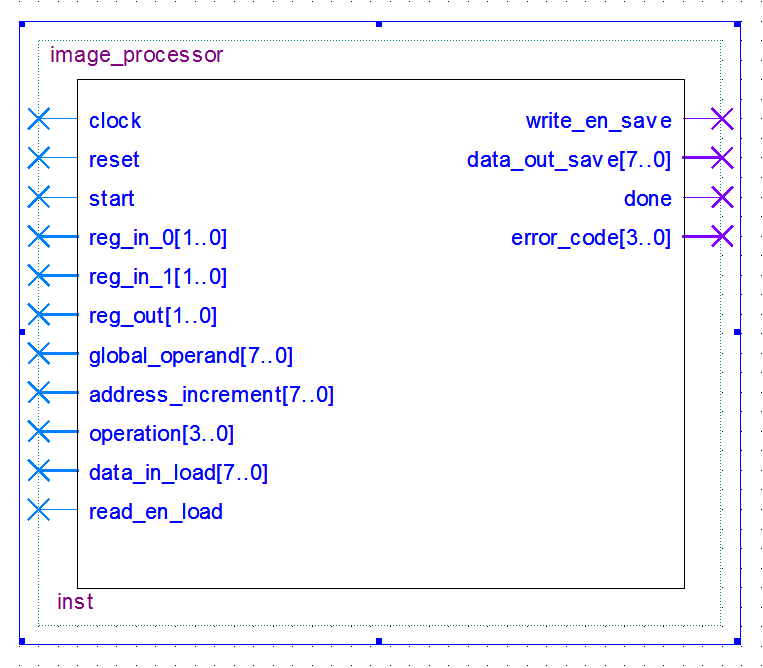 image_processor
clock
write_en_save
reset
data_out_save[7..0]
start
done
reg_in_0[1..0]
error_code[3..0]
reg_in_1[1..0]
reg_out[1..0]
global_operand[7..0]
address_increment[7..0]
operation[3..0]
data_in_load[7..0]
read_en_load
inst